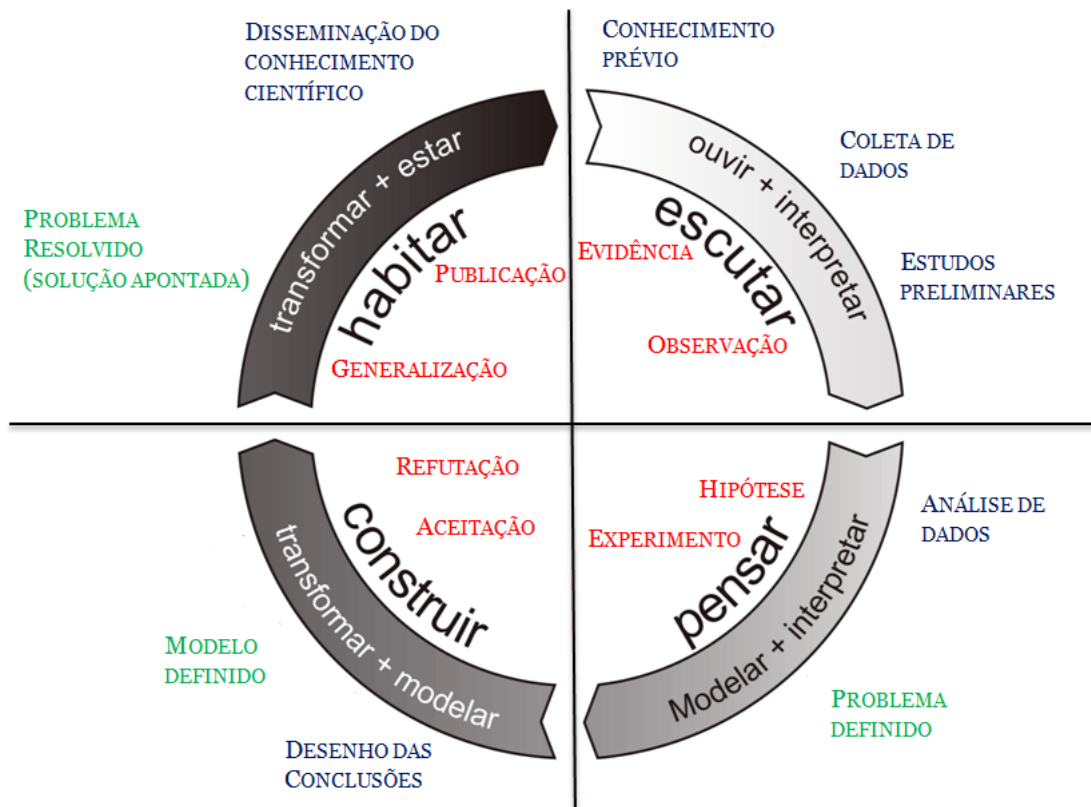 DISSEMINAÇÃO DO
CONHECIMENTO
CIENTÍFICO
CONHECIMENTO
PRÉVIO
COLETA DE
DADOS
ESTUDOS
PRELIMINARES
ouvir + interpretar
escutar
EVIDÊNCIA
OBSERVAÇÃO
PROBLEMA
RESOLVIDO
(SOLUÇÃO APONTADA)
transformar + estar
habitar
PUBLICAÇÃO
GENERALIZAÇÃO
REFUTAÇÃO
ACEITAÇÃO
construir
transformar + modelar
MODELO
DEFINIDO
DESENHO DAS
CONCLUSÕES
HIPÓTESE
EXPERIMENTO
pensar
Modelar + interpretar
ANÁLISE DE
DADOS
PROBLEMA
DEFINIDO